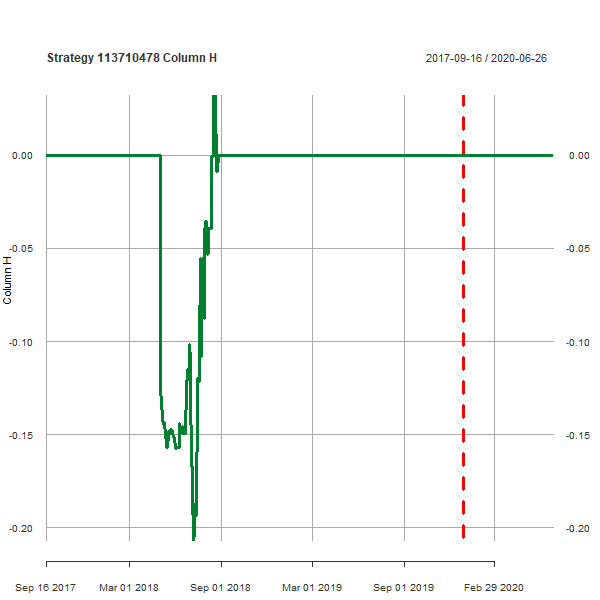 Strategy 113710478 Column H 2017-09-16 / 2020-06-26
0.00 0.00
-0.05 -0.05
Column H
-0.10 -0.10
-0.15 -0.15
-0.20 -0.20
Sep 16 2017 Mar 01 2018 Sep 01 2018 Mar 01 2019 Sep 01 2019 Feb 29 2020